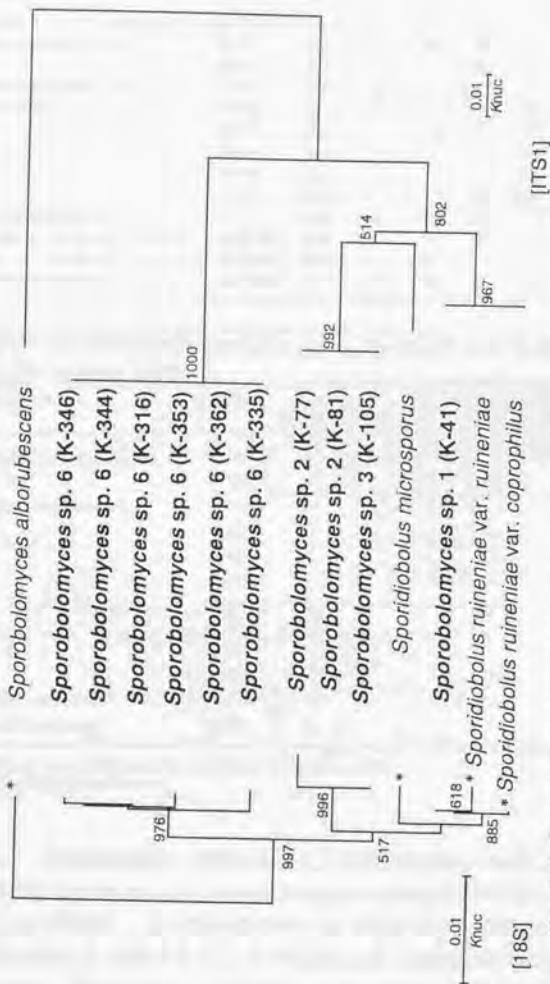 Sporobolomyces alborubescens
Sporobolomyces sp. 6 (K-346)
Sporobolomyces sp. 6 (K-344)
Sporobolomyces sp. 6 (K-316)
Sporobolomyces sp. 6 (K-353)
Sporobolomyces sp. 6 (K-362)
Sporobolomyces sp. 6 (K-335)
Sporobolomyces sp. 2 (K-77)
Sporobolomyces sp. 2 (K-81)
Sporobolomyces sp. 3 (K-105)
Sporidiobolus microsporus
Sporobolomyces sp. 1 (K-41)
* Sporidiobolus ruineniae var. ruineniae
* Sporidiobolus ruineniae var. coprophilus
*
976
997
996
517
*
618
885
0.01
Knuc
[18S]
1000
992
514
802
967
0.01
Knuc
[ITS1]